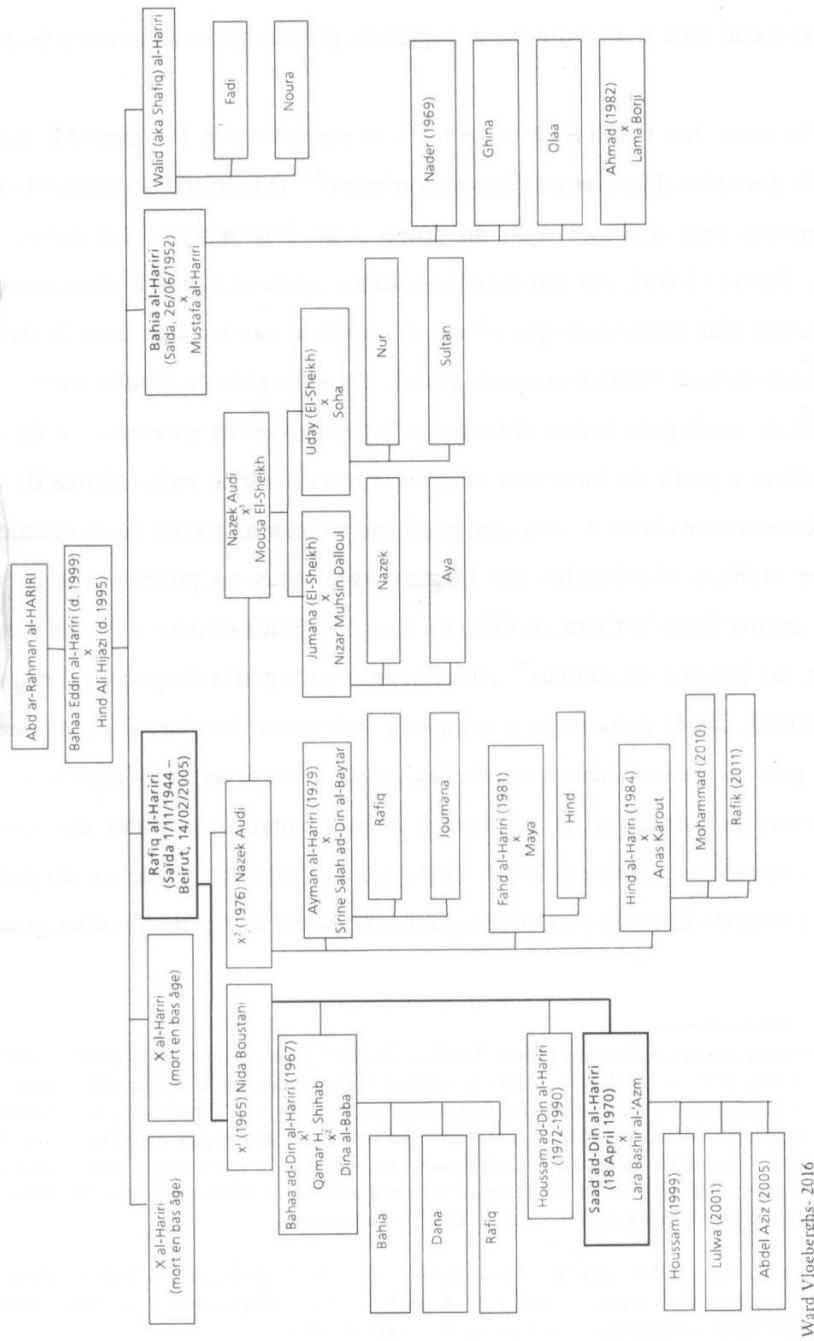 Abd ar-Rahman al-HARIRI
Bahaa Eddin al-Hariri (d. 1999)
x
Hind Ali Hijazi (d. 1995)
X al-Hariri
(mort en bas âge)
X al-Hariri
(mort en bas âge)
Rafiq al-Hariri
(Saida 1/11/1944 –
Beirut, 14/02/2005)
Bahia al-Hariri
(Saida, 26/06/1952)
x
Mustafa al-Hariri
Walid (aka Shafiq) al-Hariri
x¹ (1965) Nida Boustani
Bahaa ad-Din al-Hariri (1967)
x¹
Qamar H. Shihab
x²
Dina al-Baba
Bahia
Dana
Rafiq
Houssam ad-Din al-Hariri
(1972-1990)
Saad ad-Din al-Hariri
(18 April 1970)
x
Lara Bashir al-'Azm
Houssam (1999)
Lulwa (2001)
Abdel Aziz (2005)
x² (1976) Nazek Audi
Ayman al-Hariri (1979)
x
Sirine Salah ad-Din al-Baytar
Rafiq
Joumana
Fahd al-Hariri (1981)
x
Maya
Hind
Hind al-Hariri (1984)
x
Anas Karout
Mohammad (2010)
Rafik (2011)
Nazek Audi
x¹
Mousa El-Sheikh
Jumana (El-Sheikh)
x
Nizar Muhsin Dalloul
Nazek
Maya
Uday (El-Sheikh)
x
Soha
Nur
Sultan
Nader (1969)
Ghina
Olaa
Ahmad (1982)
x
Lama Borji
Fadi
Noura
Ward Vloeberghs- 2016